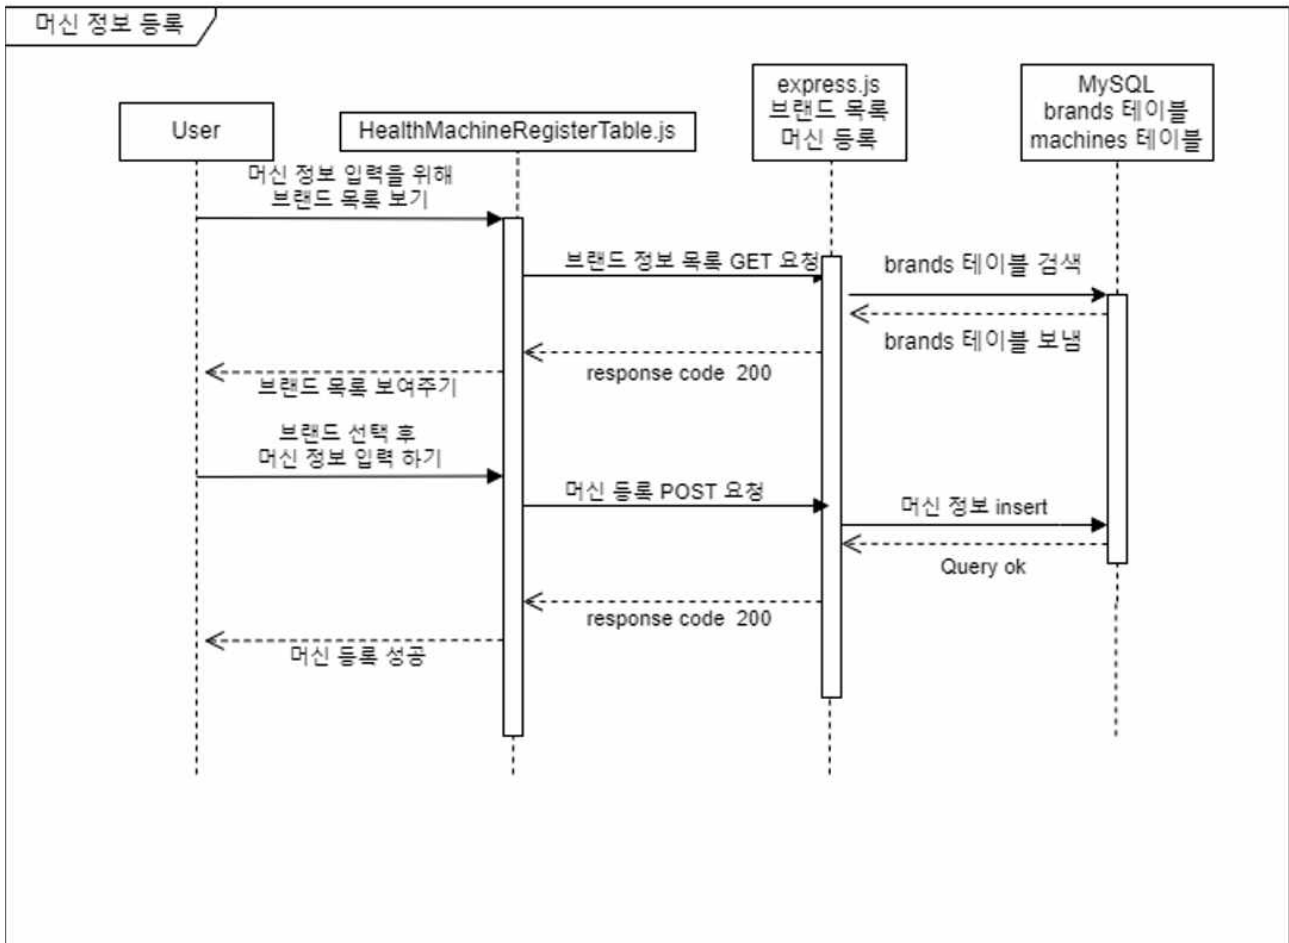 머신 정보 등록
User
HealthMachineRegisterTable.js
express.js
브랜드 목록
머신 등록
MySQL
brands 테이블
machines 테이블
머신 정보 입력을 위해
브랜드 목록 보기
브랜드 정보 목록 GET 요청
brands 테이블 검색
brands 테이블 보냄
response code 200
브랜드 목록 보여주기
브랜드 선택 후
머신 정보 입력 하기
머신 등록 POST 요청
머신 정보 insert
Query ok
response code 200
머신 등록 성공